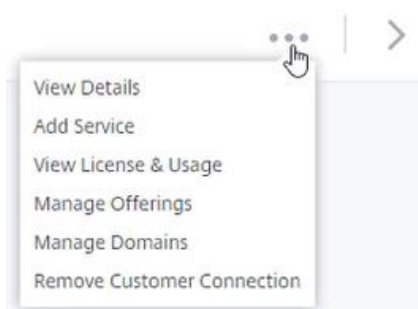 View Details
Add Service
View License & Usage
Manage Offerings
Manage Domains
Remove Customer Connection